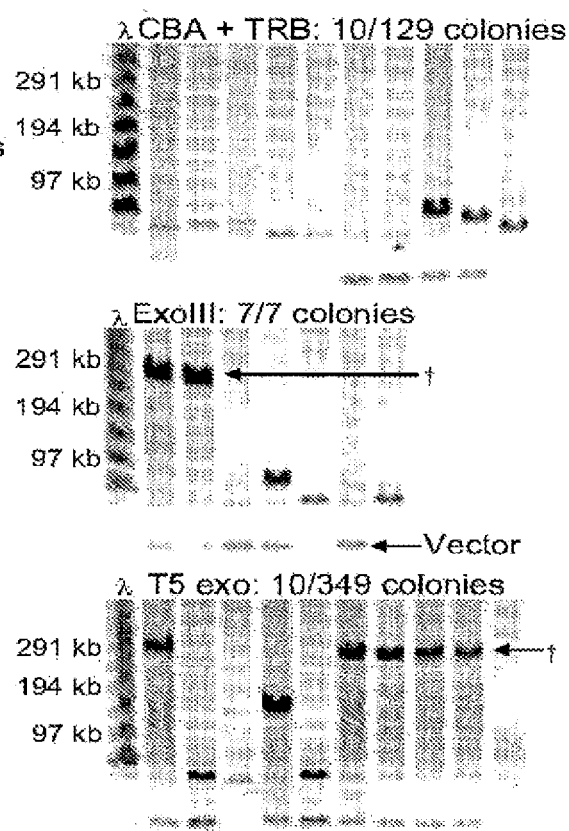 λ CBA + TRB: 10/129 colonies
291 kb
194 kb
s
97 kb
λ ExoIII: 7/7 colonies
291 kb
†
194 kb
97 kb
Vector
λ T5 exo: 10/349 colonies
291 kb
†
194 kb
97 kb